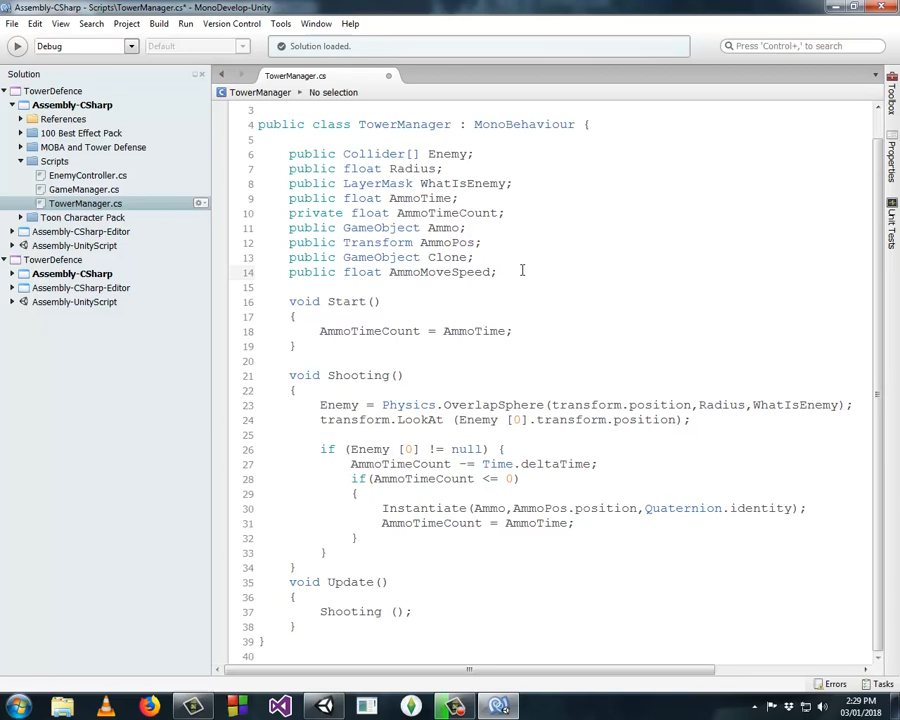 Assembly-CSharp - Scripts\TowerManager.cs* - MonoDevelop-Unity
File Edit View Search Project Build Run Version Control Tools Window Help
Debug Default Solution loaded. Press 'Control+,' to search
Solution
TowerDefence
Assembly-CSharp
References
100 Best Effect Pack
MOBA and Tower Defense
Scripts
EnemyController.cs
GameManager.cs
TowerManager.cs
Toon Character Pack
Assembly-CSharp-Editor
Assembly-UnityScript
TowerDefence
Assembly-CSharp
Assembly-CSharp-Editor
Assembly-UnityScript
TowerManager.cs
TowerManager No selection
3
4 public class TowerManager : MonoBehaviour {
5
6 public Collider[] Enemy;
7 public float Radius;
8 public LayerMask WhatIsEnemy;
9 public float AmmoTime;
10 private float AmmoTimeCount;
11 public GameObject Ammo;
12 public Transform AmmoPos;
13 public GameObject Clone;
14 public float AmmoMoveSpeed;
15
16 void Start()
17 {
18 AmmoTimeCount = AmmoTime;
19 }
20
21 void Shooting()
22 {
23 Enemy = Physics.OverlapSphere(transform.position,Radius,WhatIsEnemy);
24 transform.LookAt (Enemy [0].transform.position);
25
26 if (Enemy [0] != null) {
27 AmmoTimeCount -= Time.deltaTime;
28 if(AmmoTimeCount <= 0)
29 {
30 Instantiate(Ammo,AmmoPos.position,Quaternion.identity);
31 AmmoTimeCount = AmmoTime;
32 }
33 }
34 }
35 void Update()
36 {
37 Shooting ();
38 }
39 }
40
Toolbox
Properties
Unit Tests
Errors Tasks
2:29 PM
03/01/2018